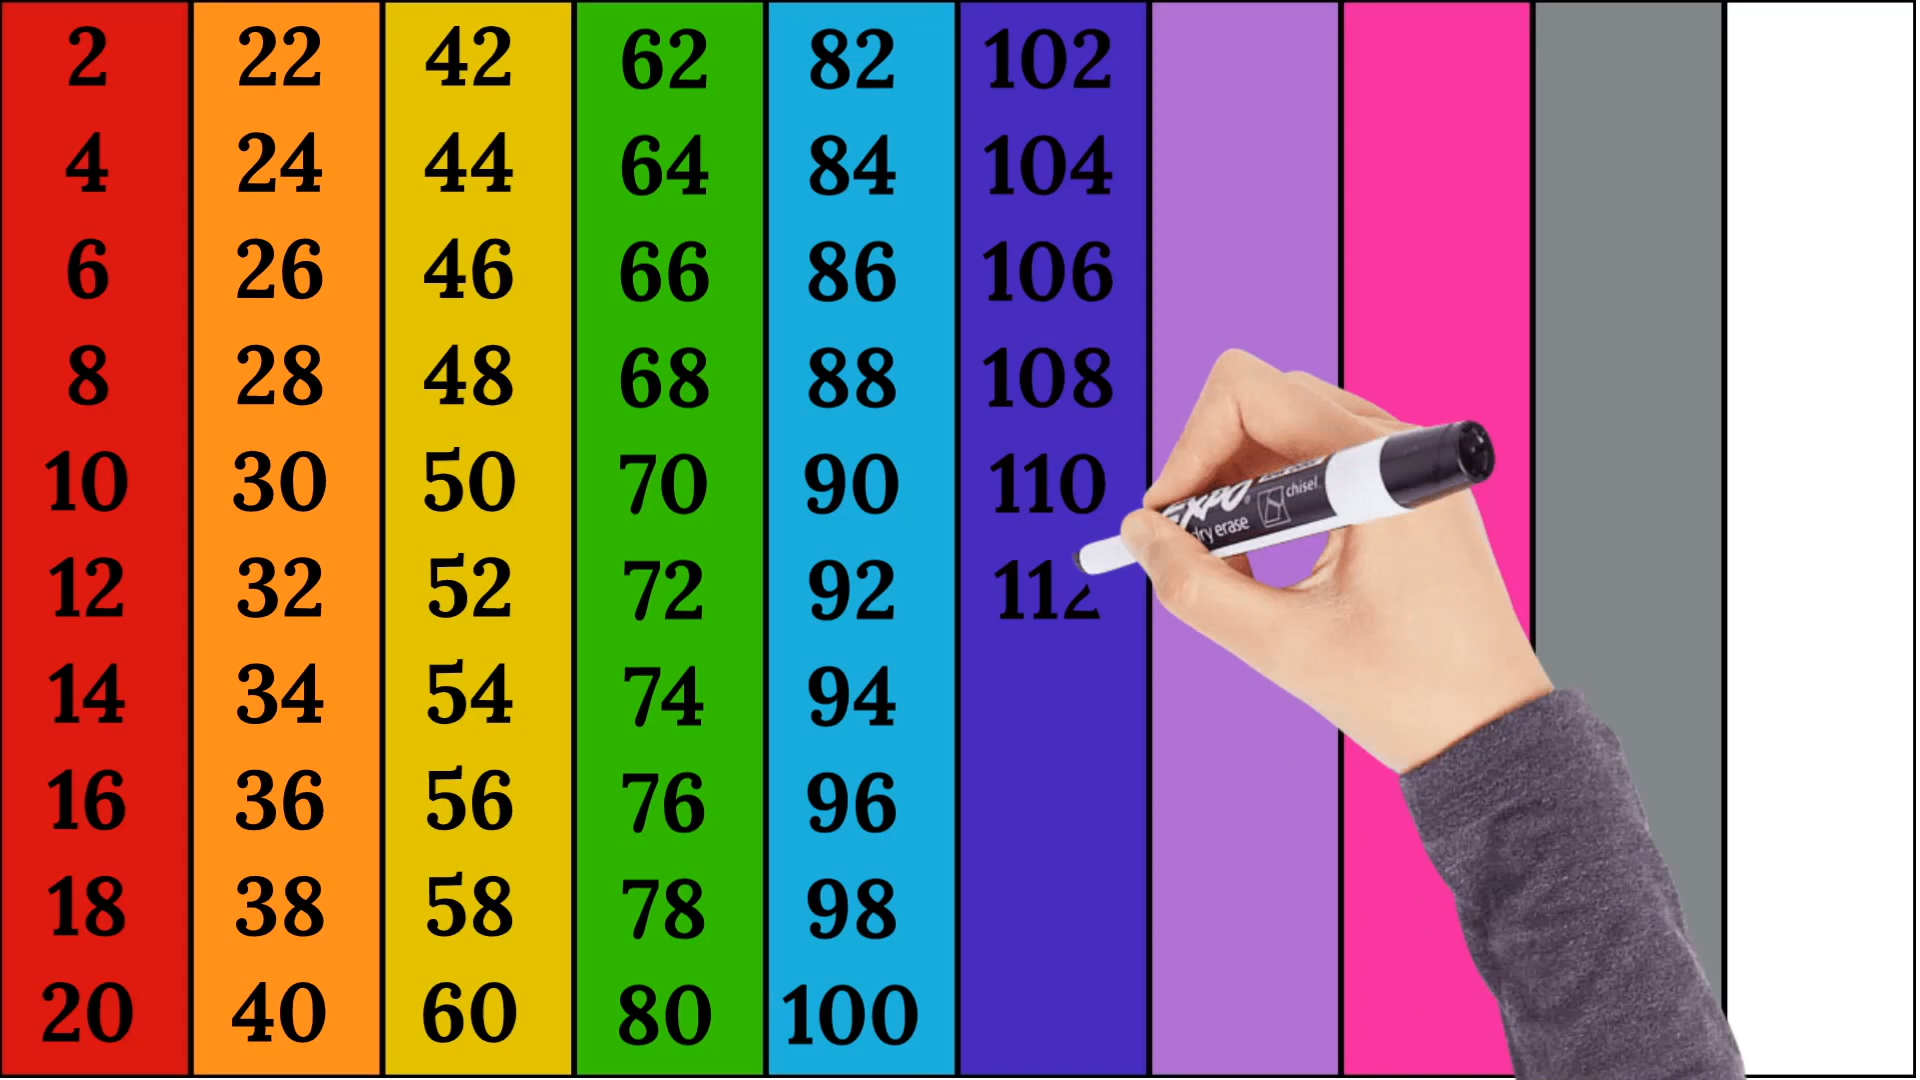 2 22 42 62 82 102
4 24 44 64 84 104
6 26 46 66 86 106
8 28 48 68 88 108
10 30 50 70 90 110
12 32 52 72 92 112
14 34 54 74 94
16 36 56 76 96
18 38 58 78 98
20 40 60 80 100
EXPO
chisel
dry erase